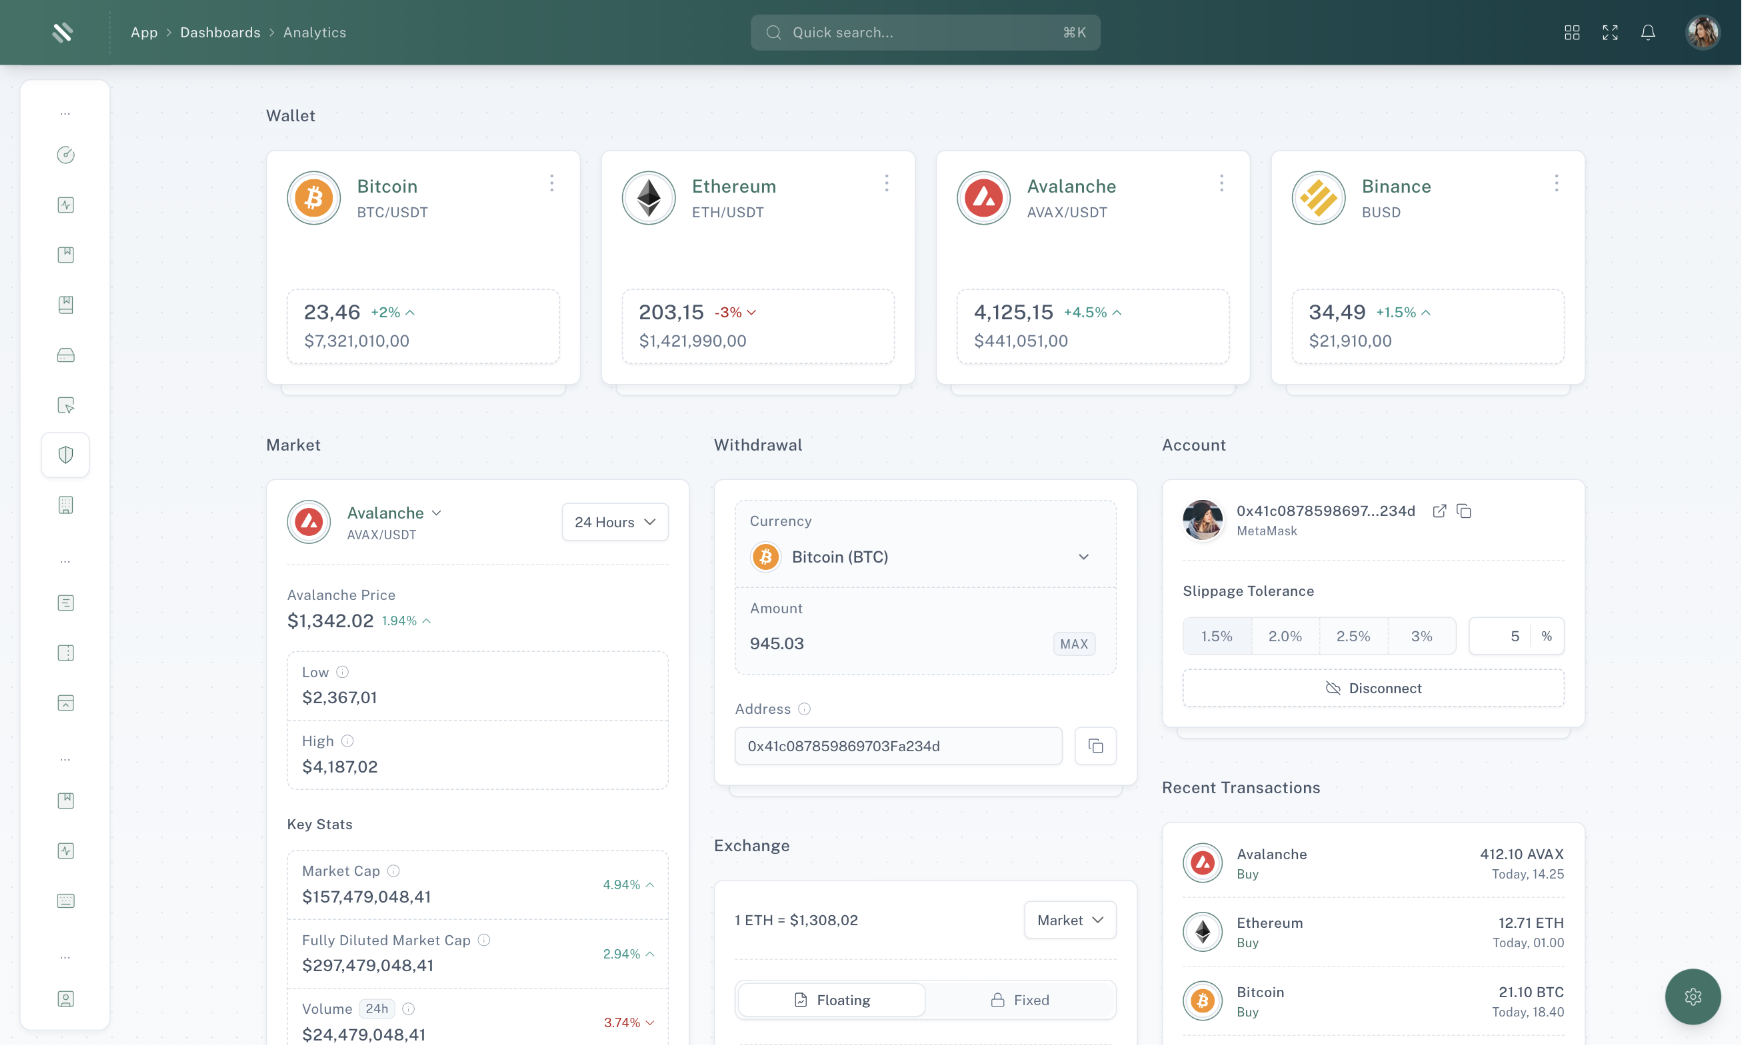 App > Dashboards > Analytics
Quick search... ⌘K
Wallet
Bitcoin
BTC/USDT
23,46 +2%
$7,321,010,00
Ethereum
ETH/USDT
203,15 -3%
$1,421,990,00
Avalanche
AVAX/USDT
4,125,15 +4.5%
$441,051,00
Binance
BUSD
34,49 +1.5%
$21,910,00
Market
Avalanche
AVAX/USDT
24 Hours
Avalanche Price
$1,342.02 1.94%
Low
$2,367,01
High
$4,187,02
Key Stats
Market Cap
$157,479,048,41
4.94%
Fully Diluted Market Cap
$297,479,048,41
2.94%
Volume 24h
$24,479,048,41
3.74%
Withdrawal
Currency
Bitcoin (BTC)
Amount
945.03 MAX
Address
0x41c087859869703Fa234d
Exchange
1 ETH = $1,308,02
Market
Floating Fixed
Account
0x41c0878598697...234d
MetaMask
Slippage Tolerance
1.5% 2.0% 2.5% 3% 5 %
Disconnect
Recent Transactions
Avalanche 412.10 AVAX
Buy Today, 14.25
Ethereum 12.71 ETH
Buy Today, 01.00
Bitcoin 21.10 BTC
Buy Today, 18.40